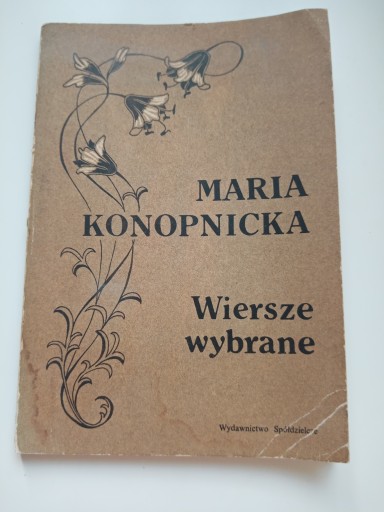 MARIA
KONOPNICKA
Wiersze
wybrane
Wydawnictwo Spółdzielcze